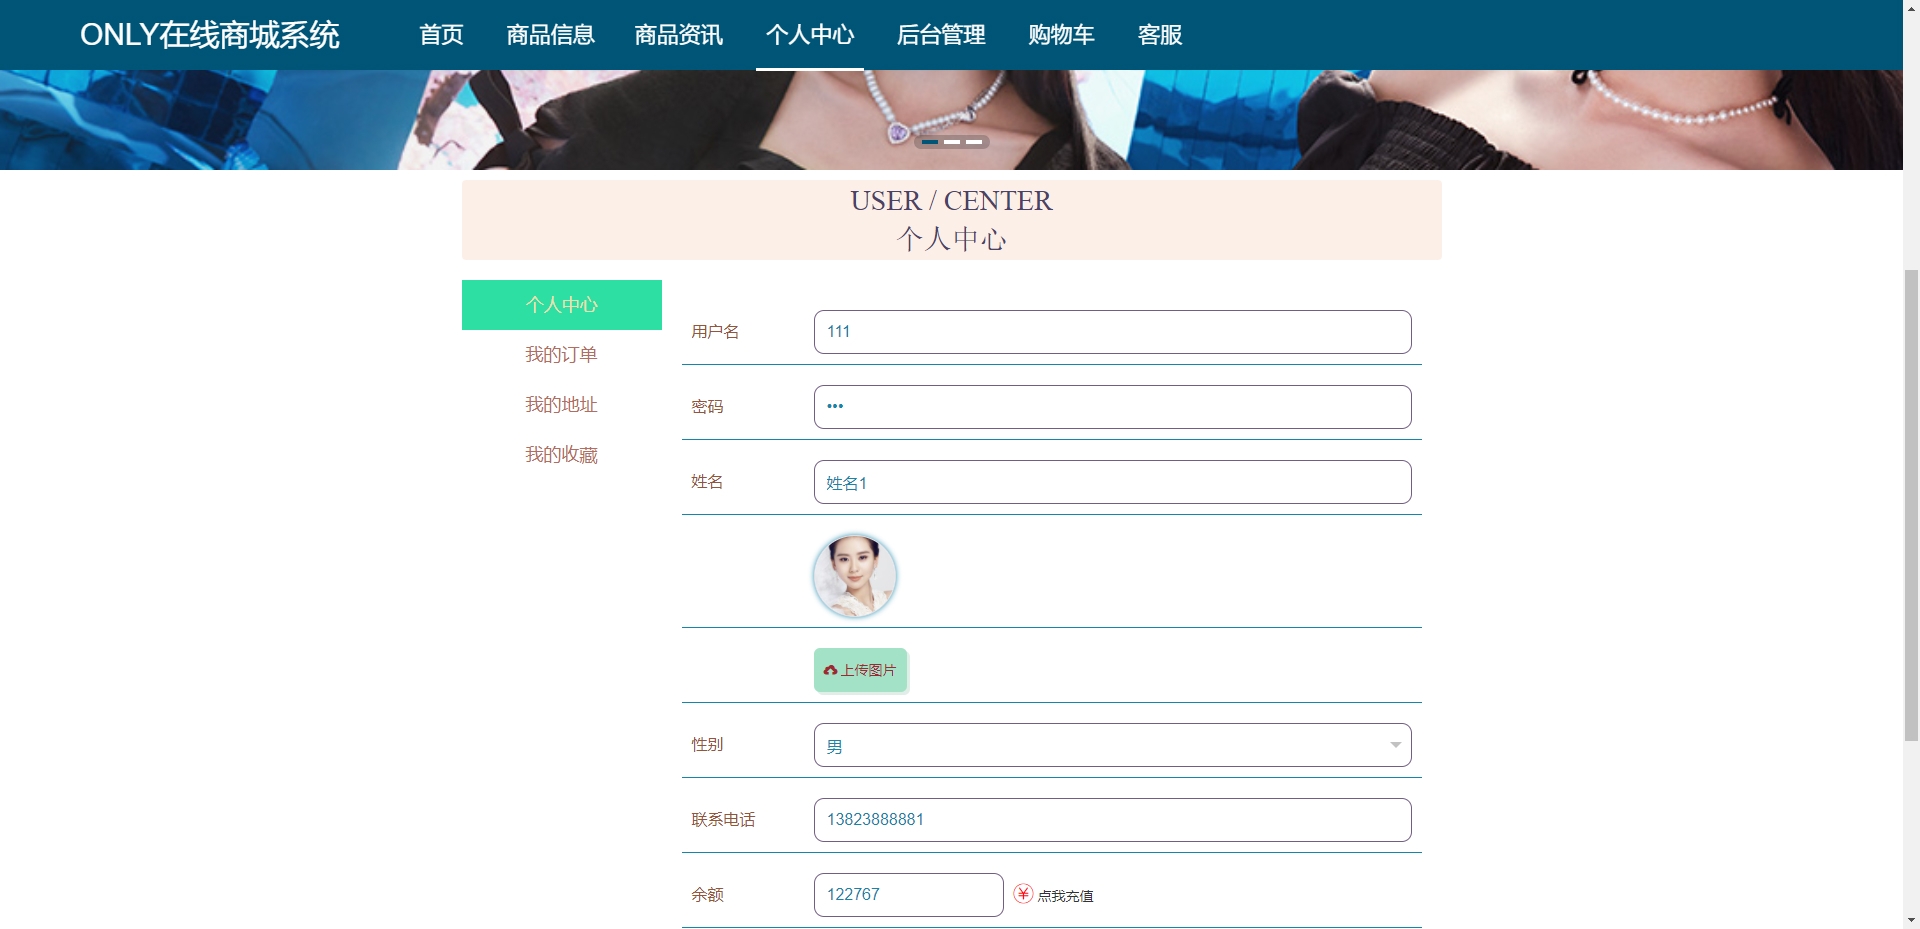 ONLY在线商城系统 首页 商品信息 商品资讯 个人中心 后台管理 购物车 客服
USER / CENTER
个人中心
个人中心
我的订单
我的地址
我的收藏
用户名 111
密码 •••
姓名 姓名1
上传图片
性别 男
联系电话 13823888881
余额 122767 点我充值